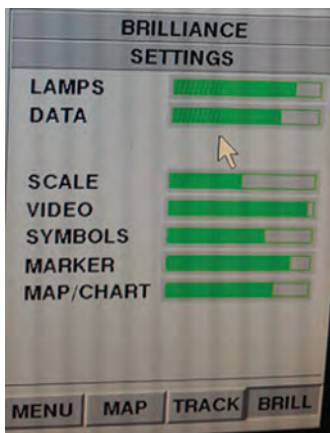 BRILLIANCE
SETTINGS
LAMPS
DATA
SCALE
VIDEO
SYMBOLS
MARKER
MAP/CHART
MENU MAP TRACK BRILL